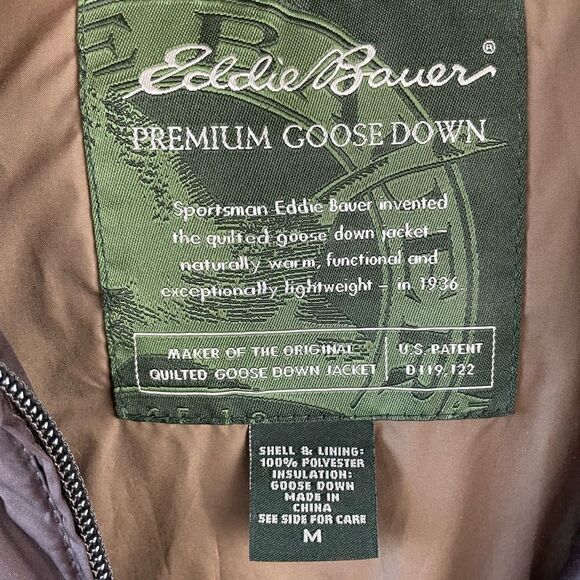 Eddie Bauer®
PREMIUM GOOSE DOWN
Sportsman Eddie Bauer invented
the quilted goose down jacket –
naturally warm, functional and
exceptionally lightweight – in 1936
MAKER OF THE ORIGINAL
QUILTED GOOSE DOWN JACKET
U.S. PATENT
D119,122
SHELL & LINING:
100% POLYESTER
INSULATION:
GOOSE DOWN
MADE IN
CHINA
SEE SIDE FOR CARE
M